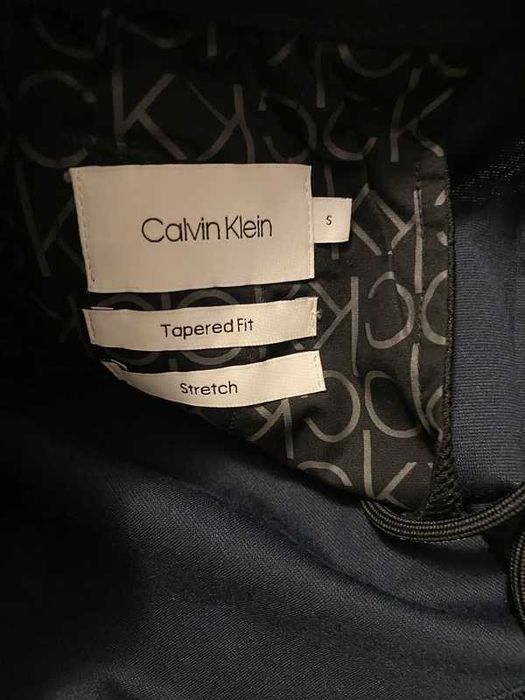 Calvin Klein
S
Tapered Fit
Stretch